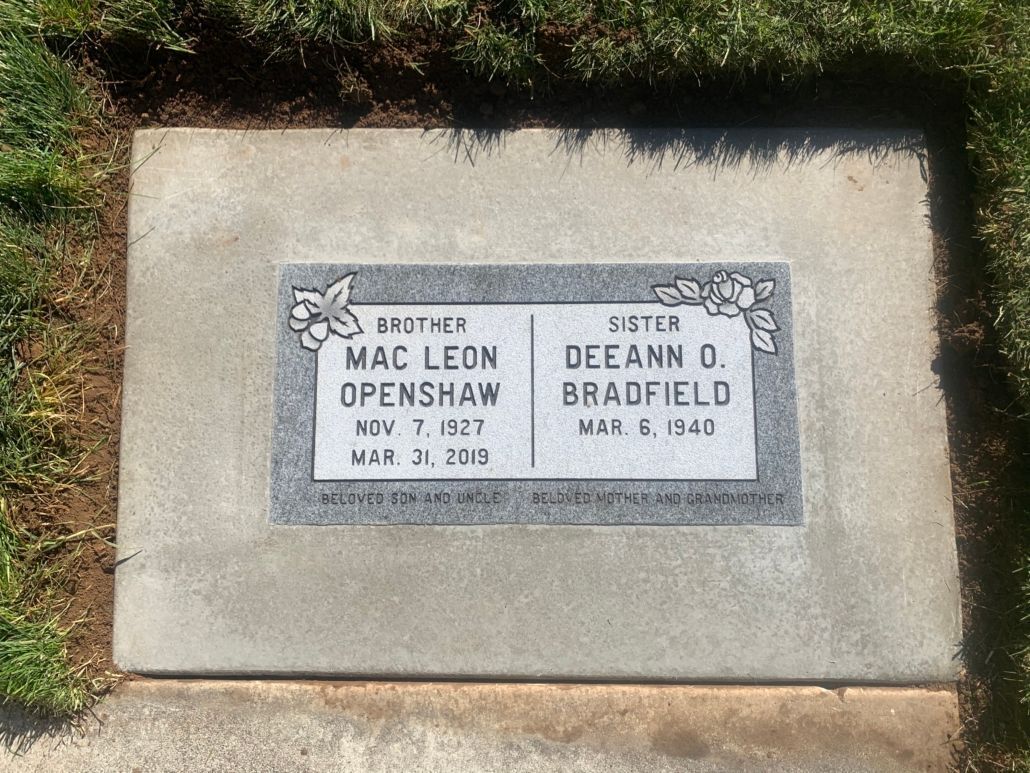 BROTHER
MAC LEON
OPENSHAW
NOV. 7, 1927
MAR. 31, 2019
BELOVED SON AND UNCLE
SISTER
DEEANN O.
BRADFIELD
MAR. 6, 1940
BELOVED MOTHER AND GRANDMOTHER